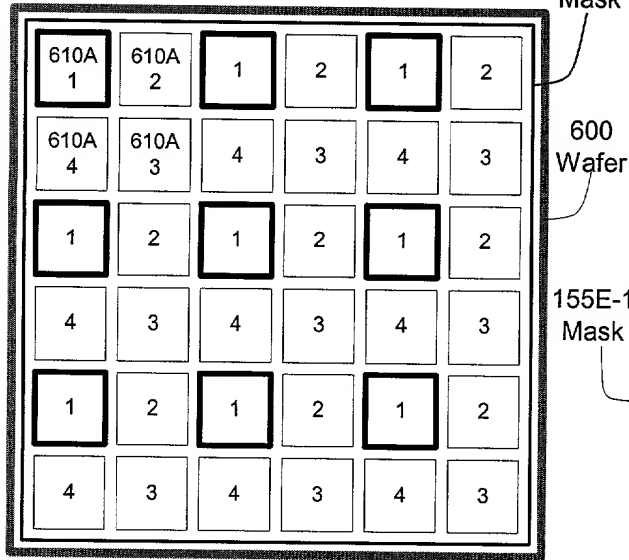 Mask
610A 610A 1 2 1 2
1 2
600
Wafer
610A 610A 4 3 4 3
4 3
1 2 1 2 1 2
155E-1
Mask
4 3 4 3 4 3
1 2 1 2 1 2
4 3 4 3 4 3